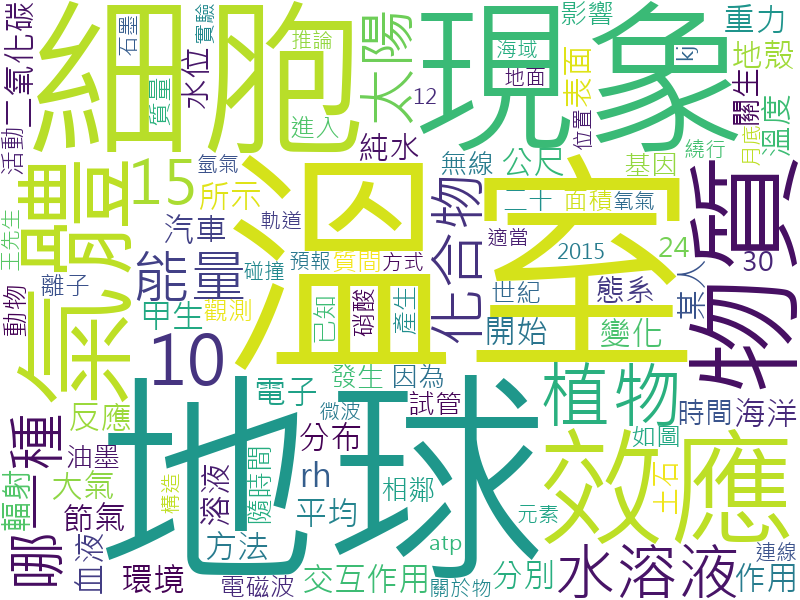 細胞
現象
溫室
地球
效應
氣體
物質
植物
水溶液
化合物
能量
哪一種
15
10
太陽
二氧化碳
石墨
實驗
推論
海域
影響
重力
kj
地殼
表面
地面
12
質量
水位
活動
進入
位置
關生
溫度
月底
繞行
純水
無線
公尺
基因
氫氣
所示
二十
面積
氧氣
王先生
汽車
軌道
適當
2015
24
30
動物
離子
碰撞
預報
質間
方式
世紀
態系
某人
甲生
觀測
已知
硝酸
產生
開始
變化
電子
發生
因為
反應
微波
試管
時間
海洋
油墨
分布
如圖
大氣
輻射
節氣
構造
溶液
隨時間
rh
平均
相鄰
土石
元素
血液
方法
atp
連線
環境
電磁波
交互作用
關於物
分別
作用